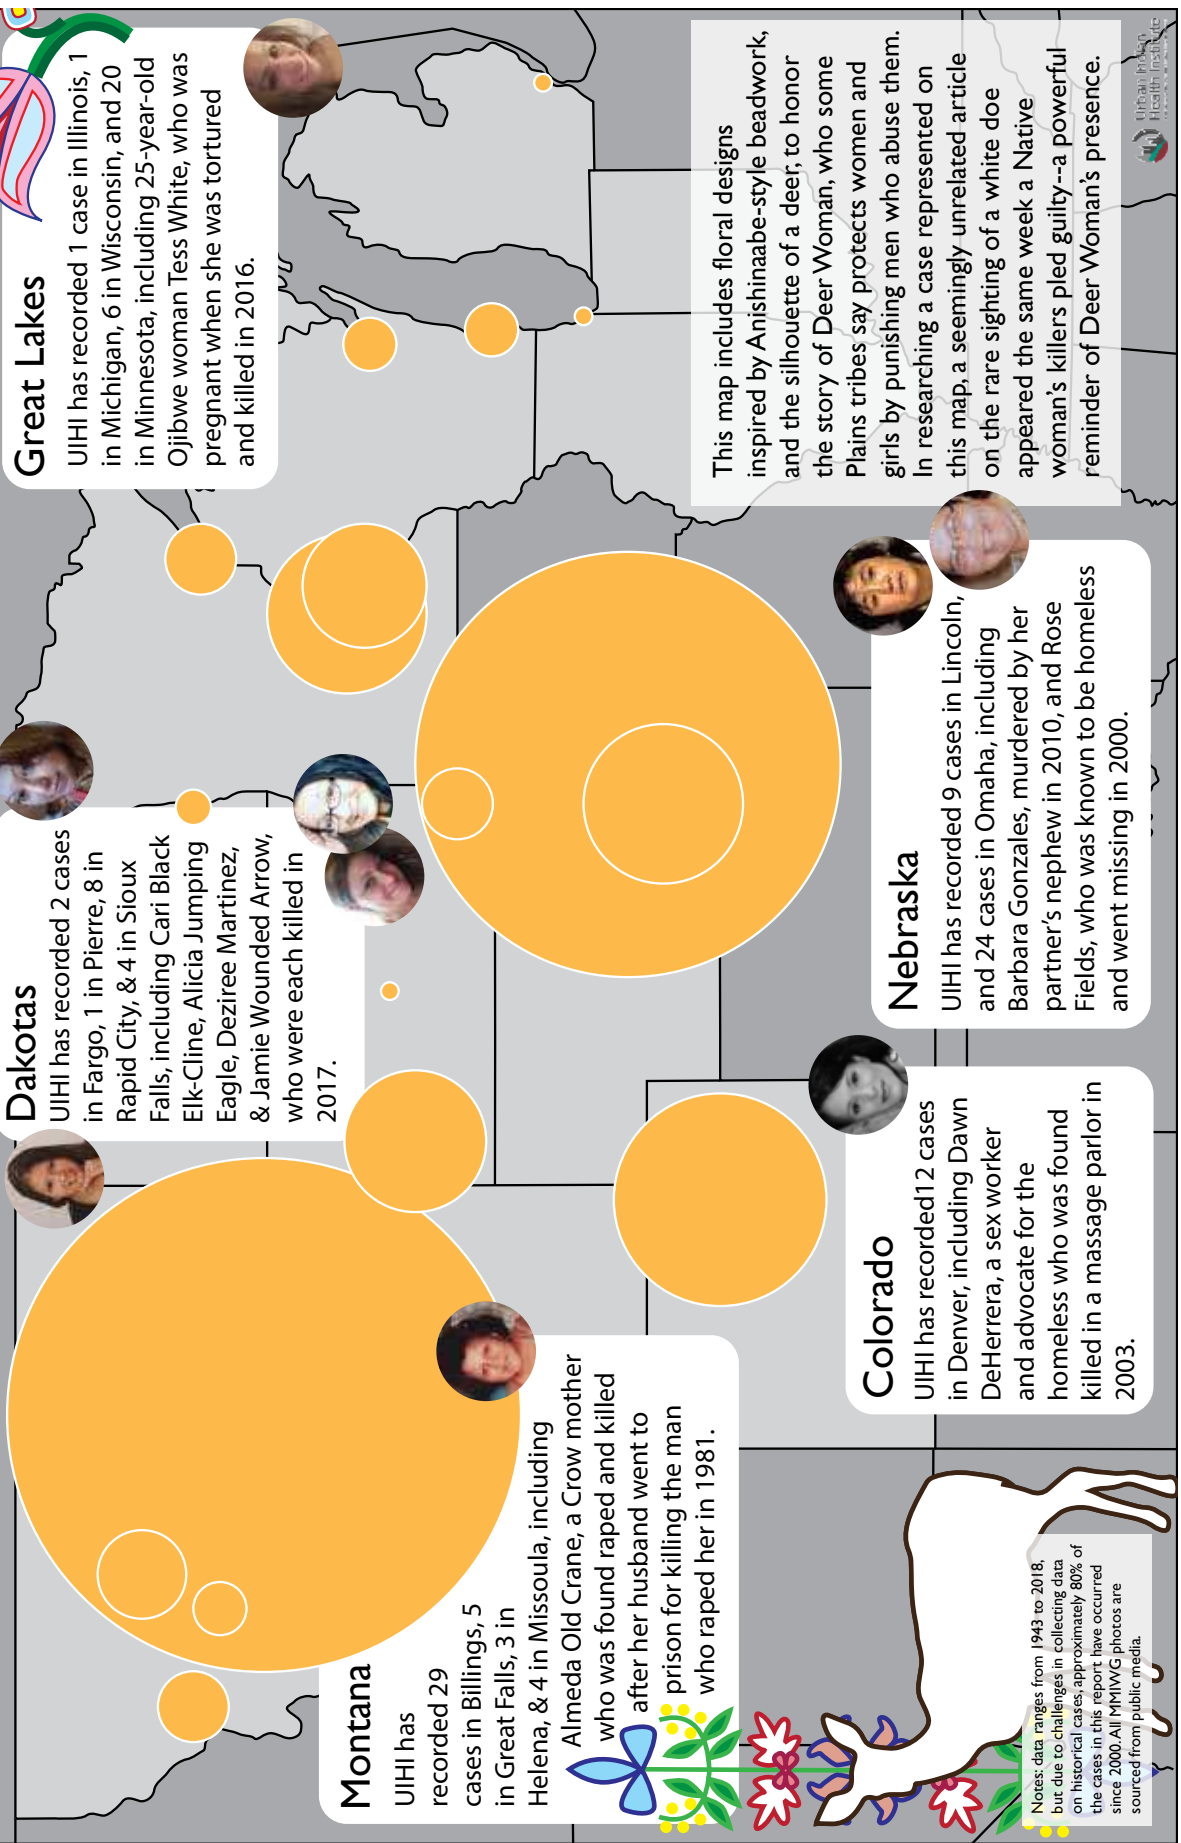 Montana
UIHI has
recorded 29
cases in Billings, 5
in Great Falls, 3 in
Helena, & 4 in Missoula, including
Almeda Old Crane, a Crow mother
who was found raped and killed
after her husband went to
prison for killing the man
who raped her in 1981.
Dakotas
UIHI has recorded 2 cases
in Fargo, 1 in Pierre, 8 in
Rapid City, & 4 in Sioux
Falls, including Cari Black
Elk-Cline, Alicia Jumping
Eagle, Deziree Martinez,
& Jamie Wounded Arrow,
who were each killed in
2017.
Great Lakes
UIHI has recorded 1 case in Illinois, 1
in Michigan, 6 in Wisconsin, and 20
in Minnesota, including 25-year-old
Ojibwe woman Tess White, who was
pregnant when she was tortured
and killed in 2016.
Colorado
UIHI has recorded12 cases
in Denver, including Dawn
DeHerrera, a sex worker
and advocate for the
homeless who was found
killed in a massage parlor in
2003.
Nebraska
UIHI has recorded 9 cases in Lincoln,
and 24 cases in Omaha, including
Barbara Gonzales, murdered by her
partner's nephew in 2010, and Rose
Fields, who was known to be homeless
and went missing in 2000.
This map includes floral designs
inspired by Anishinaabe-style beadwork,
and the silhouette of a deer, to honor
the story of Deer Woman, who some
Plains tribes say protects women and
girls by punishing men who abuse them.
In researching a case represented on
this map, a seemingly unrelated article
on the rare sighting of a white doe
appeared the same week a Native
woman's killers pled guilty--a powerful
reminder of Deer Woman's presence.
Notes: data ranges from 1943 to 2018,
but due to challenges in collecting data
on historical cases, approximately 80% of
the cases in this report have occurred
since 2000. All MMIWG photos are
sourced from public media.
Urban Indian
Health Institute